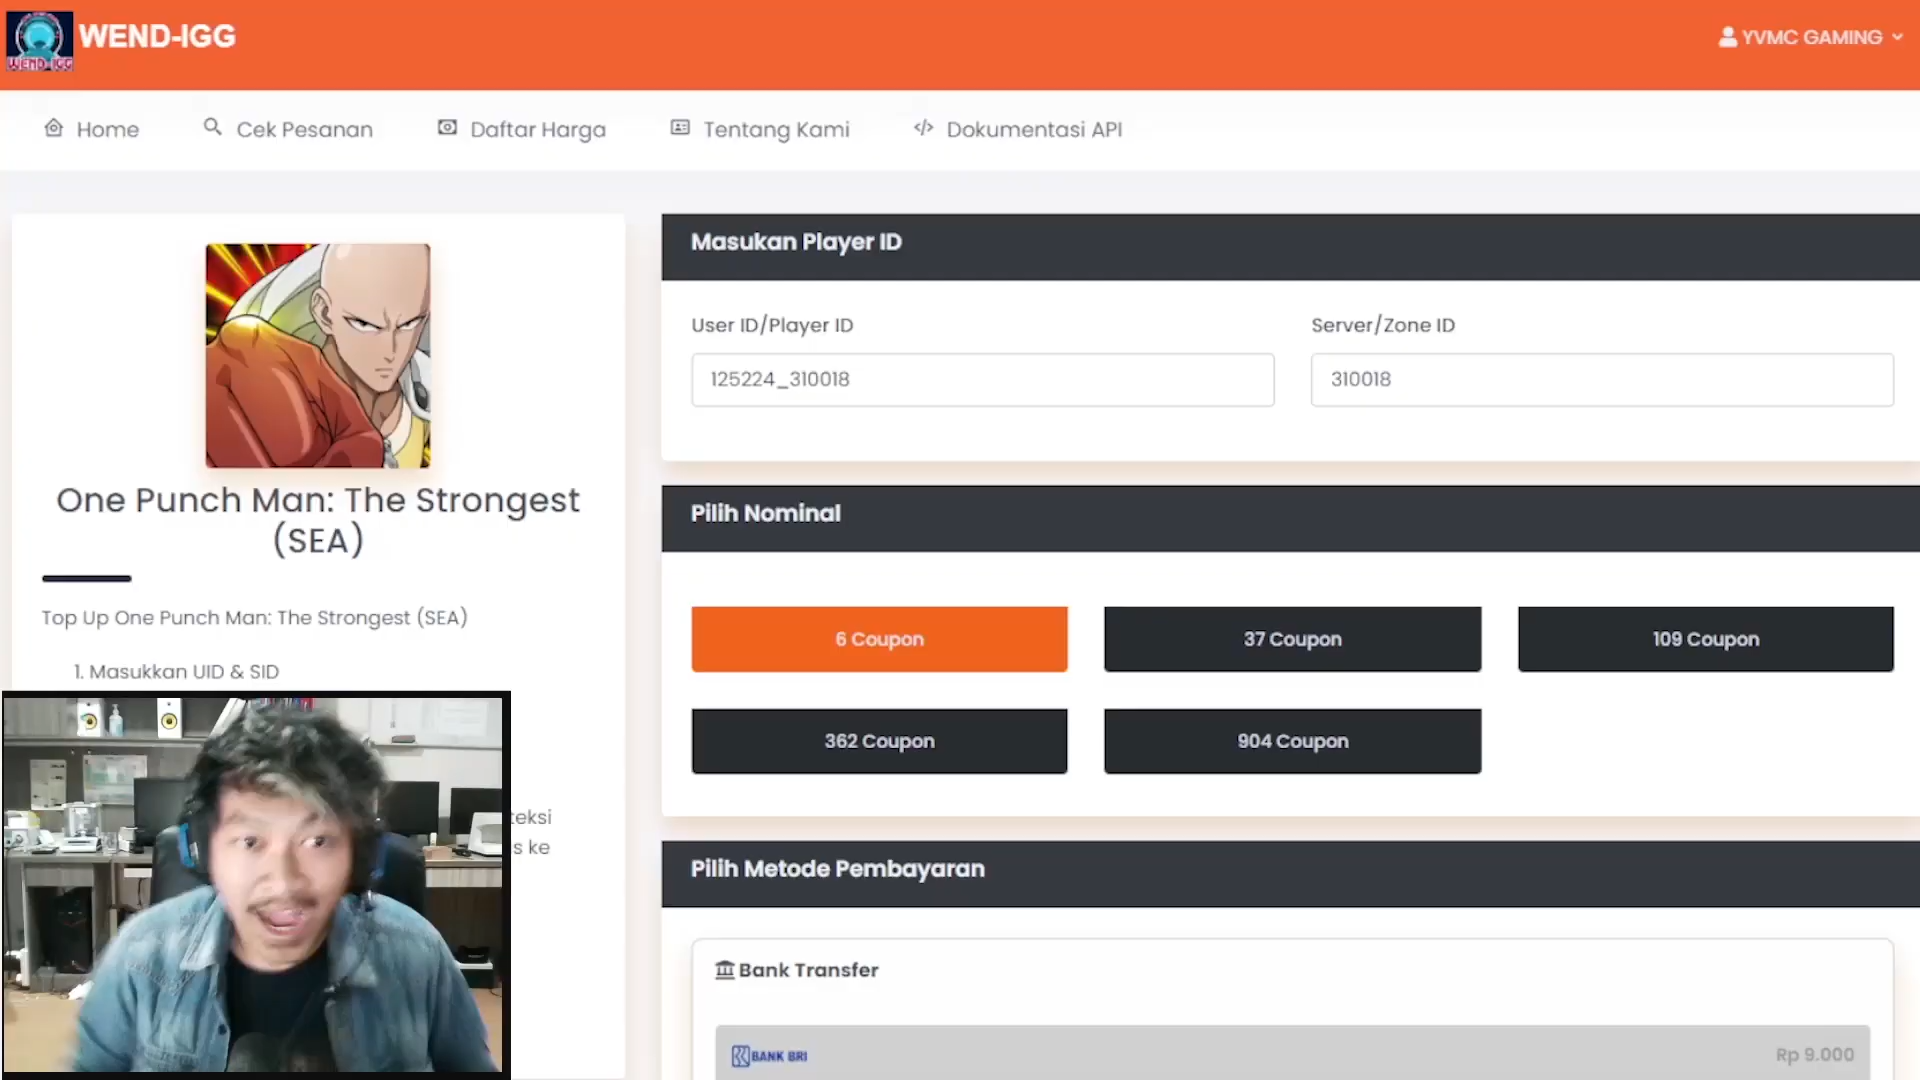 WEND-IGG
WEND-IGG
YVMC GAMING
Home
Cek Pesanan
Daftar Harga
Tentang Kami
Dokumentasi API
One Punch Man: The Strongest
(SEA)
Top Up One Punch Man: The Strongest (SEA)
1. Masukkan UID & SID
teksi
s ke
Masukan Player ID
User ID/Player ID
Server/Zone ID
125224_310018
310018
Pilih Nominal
6 Coupon
37 Coupon
109 Coupon
362 Coupon
904 Coupon
Pilih Metode Pembayaran
Bank Transfer
BANK BRI
Rp 9.000